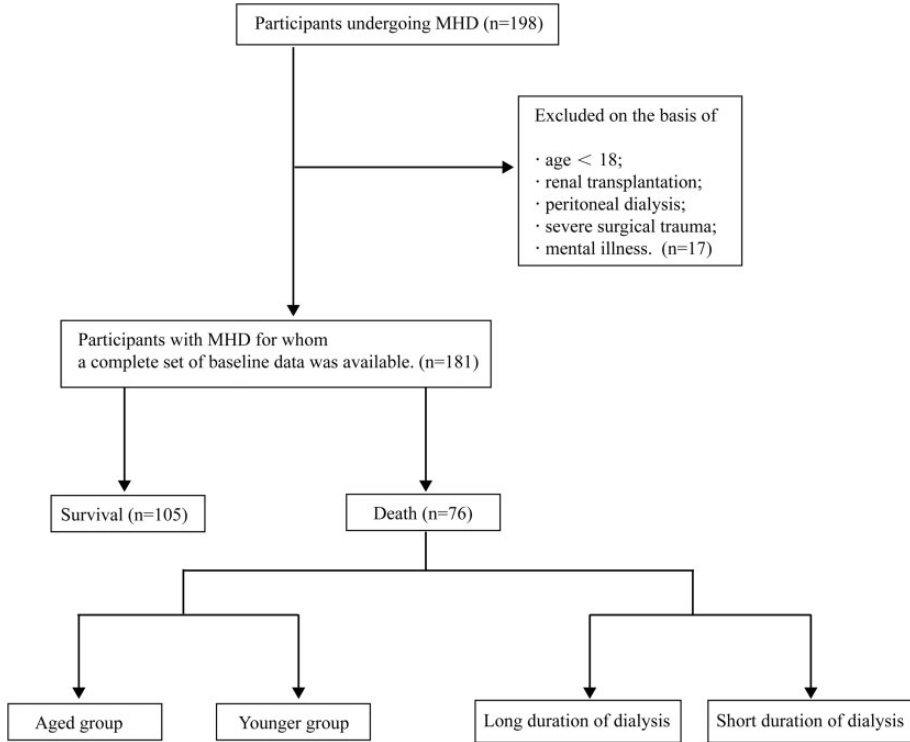 Participants undergoing MHD (n=198)
Excluded on the basis of
· age < 18;
· renal transplantation;
· peritoneal dialysis;
· severe surgical trauma;
· mental illness. (n=17)
Participants with MHD for whom
a complete set of baseline data was available. (n=181)
Survival (n=105)
Death (n=76)
Aged group
Younger group
Long duration of dialysis
Short duration of dialysis